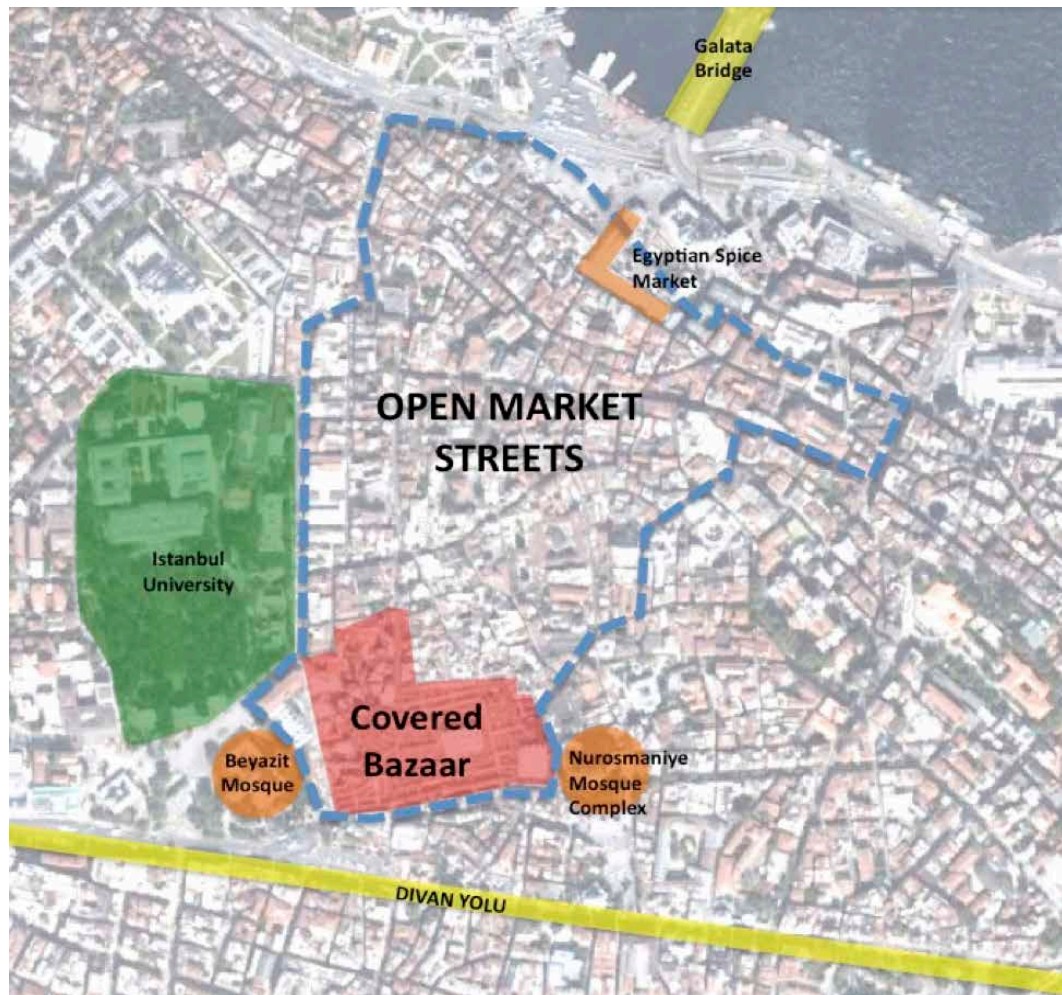 Galata
Bridge
Egyptian Spice
Market
OPEN MARKET
STREETS
Istanbul
University
Covered
Bazaar
Beyazit
Mosque
Nurosmaniye
Mosque
Complex
DIVAN YOLU